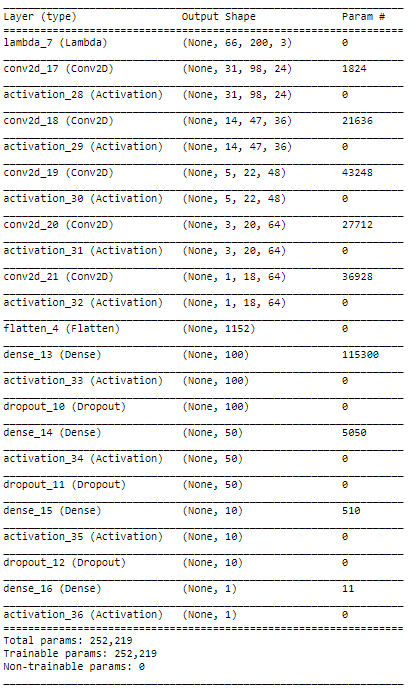 Layer (type) Output Shape Param #
lambda_7 (Lambda) (None, 66, 200, 3) 0
conv2d_17 (Conv2D) (None, 31, 98, 24) 1824
activation_28 (Activation) (None, 31, 98, 24) 0
conv2d_18 (Conv2D) (None, 14, 47, 36) 21636
activation_29 (Activation) (None, 14, 47, 36) 0
conv2d_19 (Conv2D) (None, 5, 22, 48) 43248
activation_30 (Activation) (None, 5, 22, 48) 0
conv2d_20 (Conv2D) (None, 3, 20, 64) 27712
activation_31 (Activation) (None, 3, 20, 64) 0
conv2d_21 (Conv2D) (None, 1, 18, 64) 36928
activation_32 (Activation) (None, 1, 18, 64) 0
flatten_4 (Flatten) (None, 1152) 0
dense_13 (Dense) (None, 100) 115300
activation_33 (Activation) (None, 100) 0
dropout_10 (Dropout) (None, 100) 0
dense_14 (Dense) (None, 50) 5050
activation_34 (Activation) (None, 50) 0
dropout_11 (Dropout) (None, 50) 0
dense_15 (Dense) (None, 10) 510
activation_35 (Activation) (None, 10) 0
dropout_12 (Dropout) (None, 10) 0
dense_16 (Dense) (None, 1) 11
activation_36 (Activation) (None, 1) 0
Total params: 252,219
Trainable params: 252,219
Non-trainable params: 0